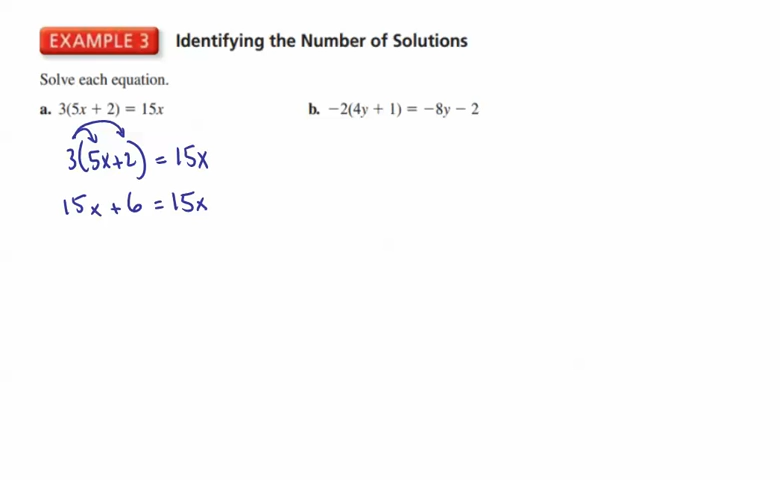 EXAMPLE 3 Identifying the Number of Solutions
Solve each equation.
a. 3(5x + 2) = 15x b. −2(4y + 1) = −8y − 2
3(5x+2) = 15x
15x + 6 = 15x